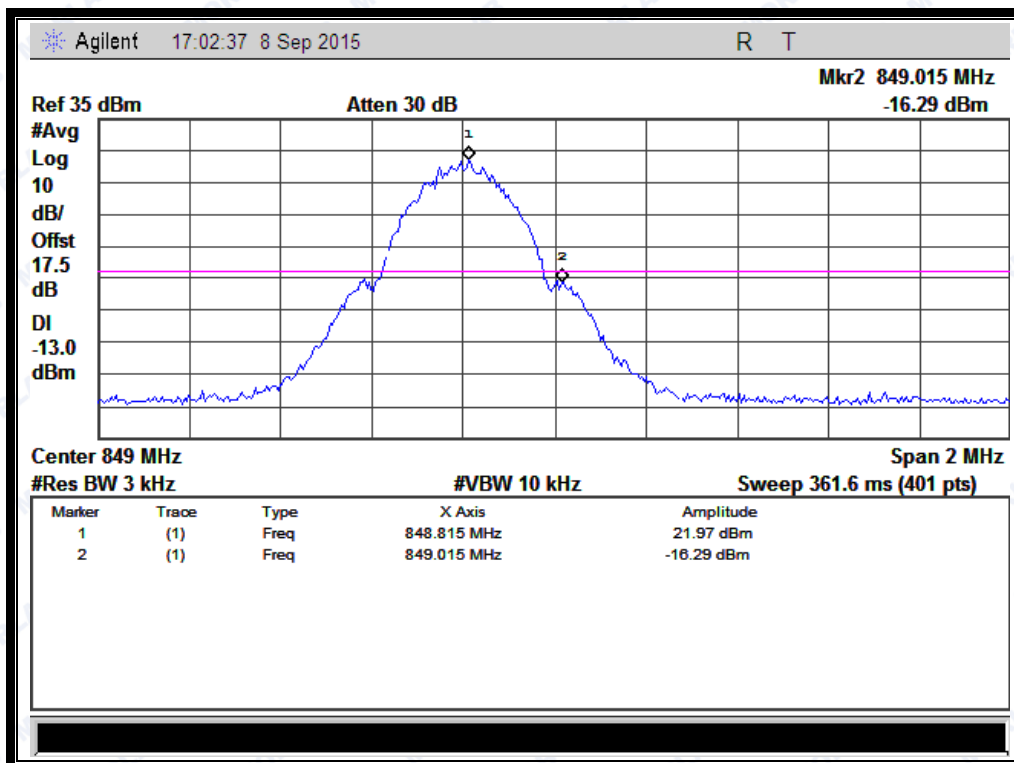 Agilent 17:02:37 8 Sep 2015 R T
Mkr2 849.015 MHz
Ref 35 dBm Atten 30 dB -16.29 dBm
#Avg
Log
10
dB/
Offst
17.5
dB
DI
-13.0
dBm
1
2
Center 849 MHz Span 2 MHz
#Res BW 3 kHz #VBW 10 kHz Sweep 361.6 ms (401 pts)
Marker Trace Type X Axis Amplitude
1 (1) Freq 848.815 MHz 21.97 dBm
2 (1) Freq 849.015 MHz -16.29 dBm